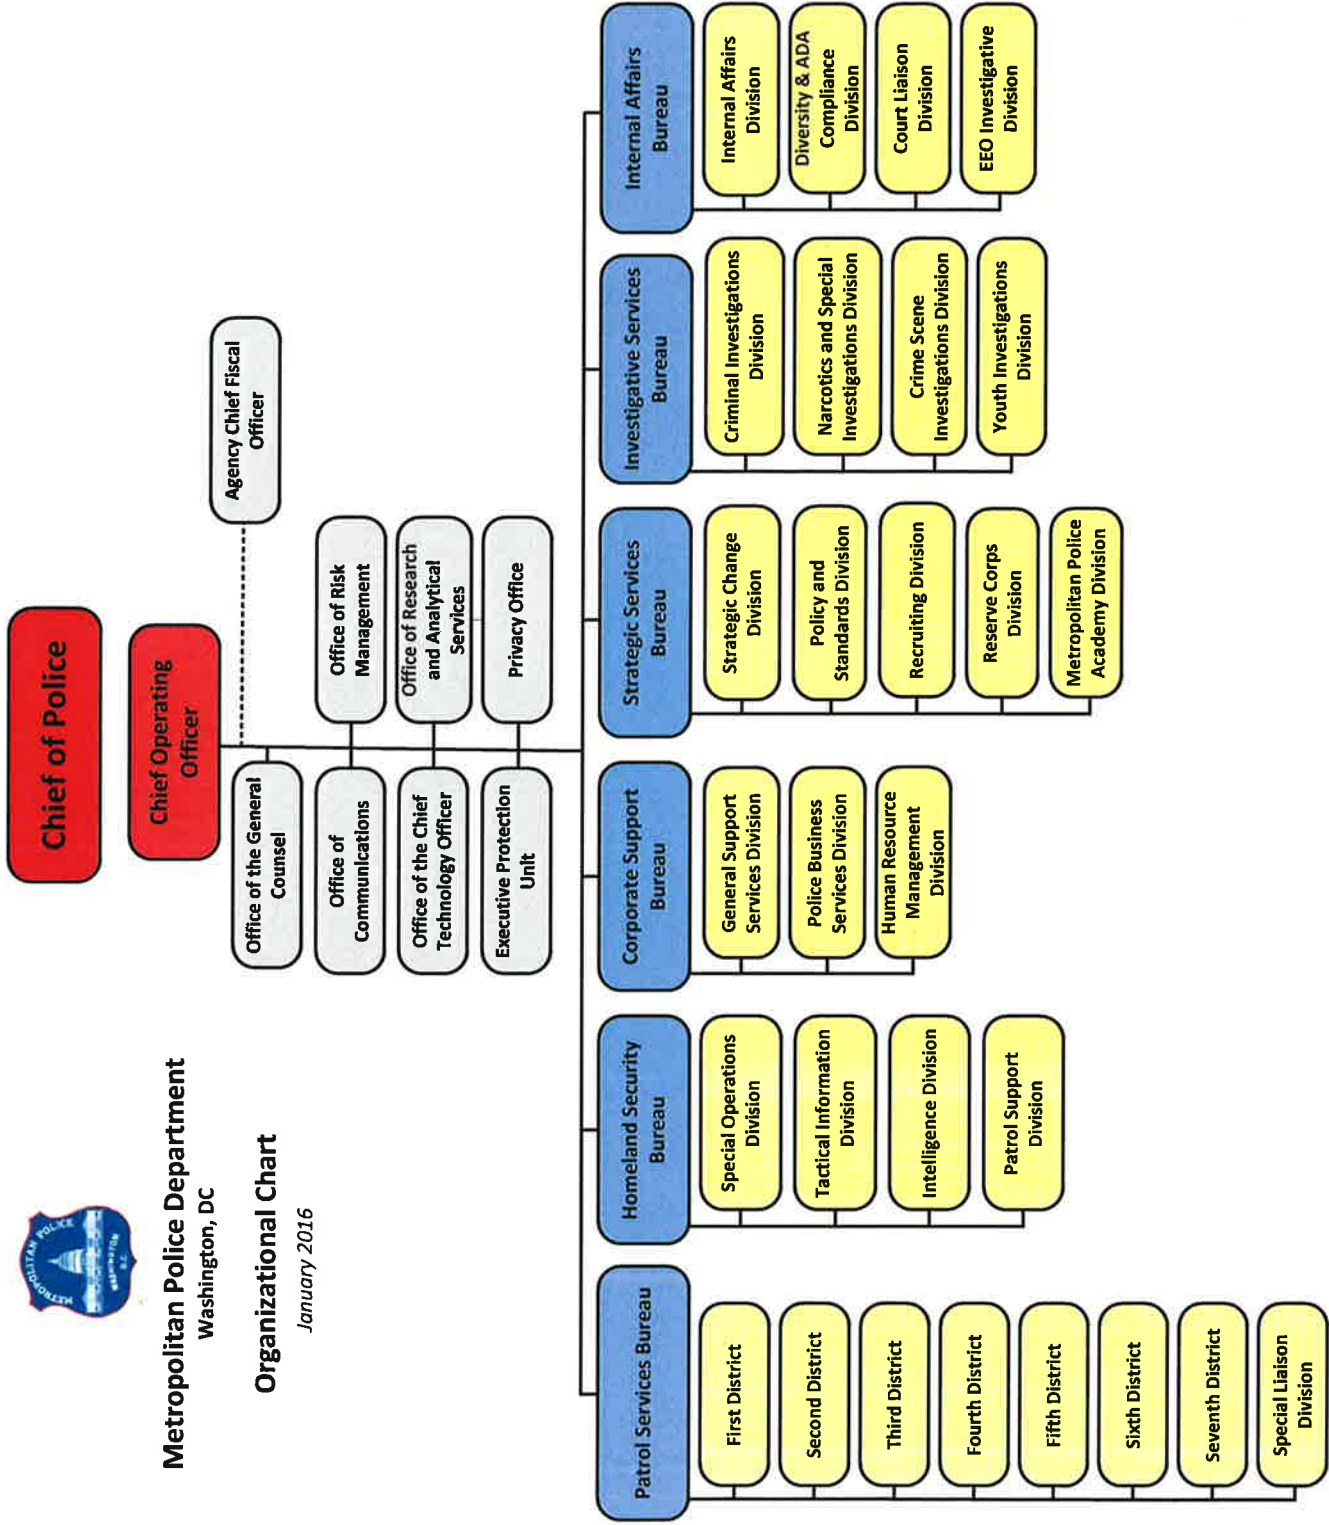 METROPOLITAN POLICE
WASHINGTON
D.C.
Metropolitan Police Department
Washington, DC
Organizational Chart
January 2016
Chief of Police
Chief Operating
Officer
Agency Chief Fiscal
Officer
Office of the General
Counsel
Office of
Communications
Office of Risk
Management
Office of the Chief
Technology Officer
Office of Research
and Analytical
Services
Executive Protection
Unit
Privacy Office
Patrol Services Bureau
First District
Second District
Third District
Fourth District
Fifth District
Sixth District
Seventh District
Special Liaison
Division
Homeland Security
Bureau
Special Operations
Division
Tactical Information
Division
Intelligence Division
Patrol Support
Division
Corporate Support
Bureau
General Support
Services Division
Police Business
Services Division
Human Resource
Management
Division
Strategic Services
Bureau
Strategic Change
Division
Policy and
Standards Division
Recruiting Division
Reserve Corps
Division
Metropolitan Police
Academy Division
Investigative Services
Bureau
Criminal Investigations
Division
Narcotics and Special
Investigations Division
Crime Scene
Investigations Division
Youth Investigations
Division
Internal Affairs
Bureau
Internal Affairs
Division
Diversity & ADA
Compliance
Division
Court Liaison
Division
EEO Investigative
Division